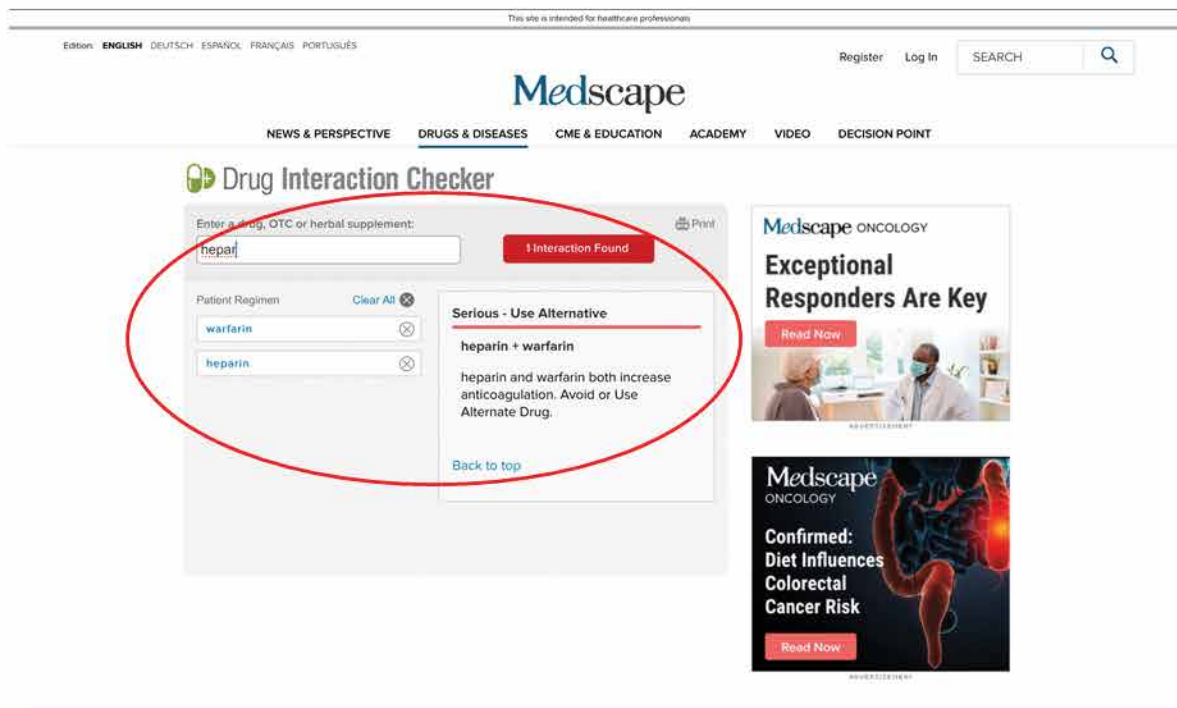 This site is intended for healthcare professionals
Edition: ENGLISH DEUTSCH ESPAÑOL FRANÇAIS PORTUGUÊS
Register Log In SEARCH
Medscape
NEWS & PERSPECTIVE DRUGS & DISEASES CME & EDUCATION ACADEMY VIDEO DECISION POINT
Drug Interaction Checker
Enter a drug, OTC or herbal supplement:
Print
hepar
1 Interaction Found
Patient Regimen Clear All
warfarin
heparin
Serious - Use Alternative
heparin + warfarin
heparin and warfarin both increase
anticoagulation. Avoid or Use
Alternate Drug.
Back to top
Medscape ONCOLOGY
Exceptional
Responders Are Key
Read Now
ADVERTISEMENT
Medscape
ONCOLOGY
Confirmed:
Diet Influences
Colorectal
Cancer Risk
Read Now
ADVERTISEMENT